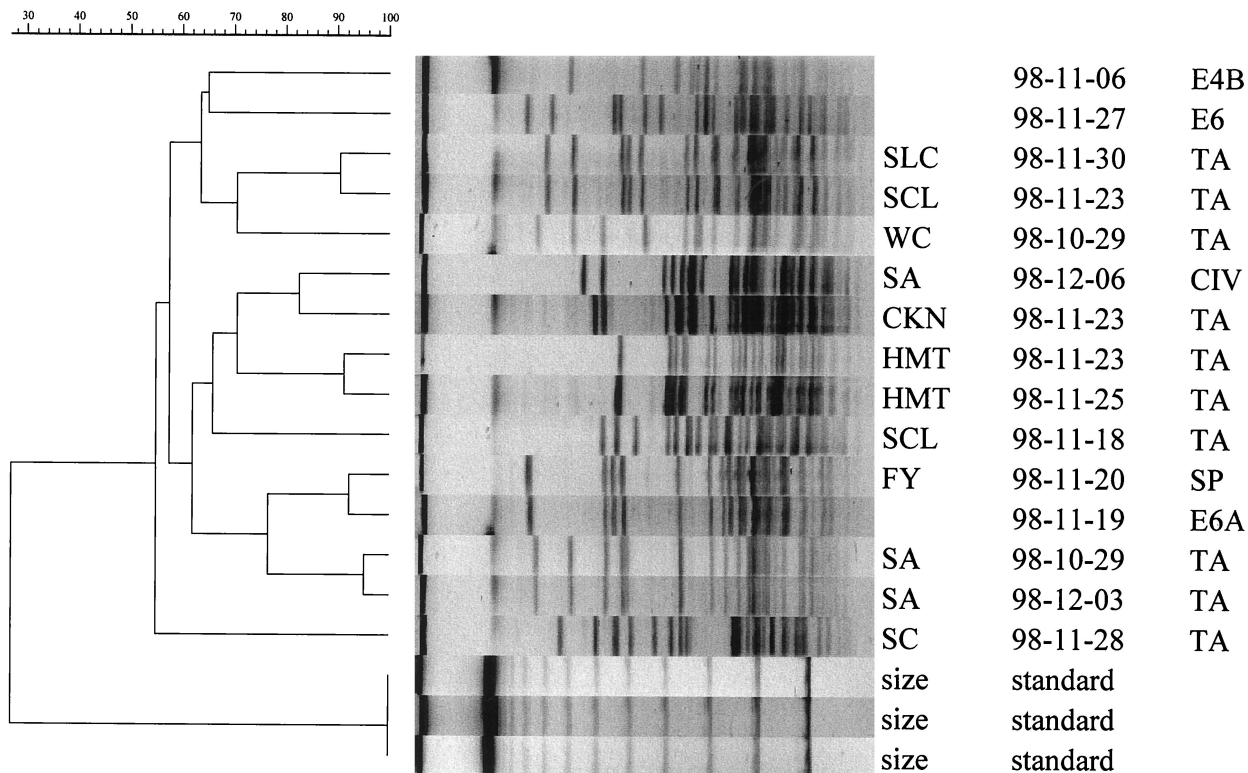 30 40 50 60 70 80 90 100
98-11-06 E4B
98-11-27 E6
SLC 98-11-30 TA
SCL 98-11-23 TA
WC 98-10-29 TA
SA 98-12-06 CIV
CKN 98-11-23 TA
HMT 98-11-23 TA
HMT 98-11-25 TA
SCL 98-11-18 TA
FY 98-11-20 SP
98-11-19 E6A
SA 98-10-29 TA
SA 98-12-03 TA
SC 98-11-28 TA
size standard
size standard
size standard